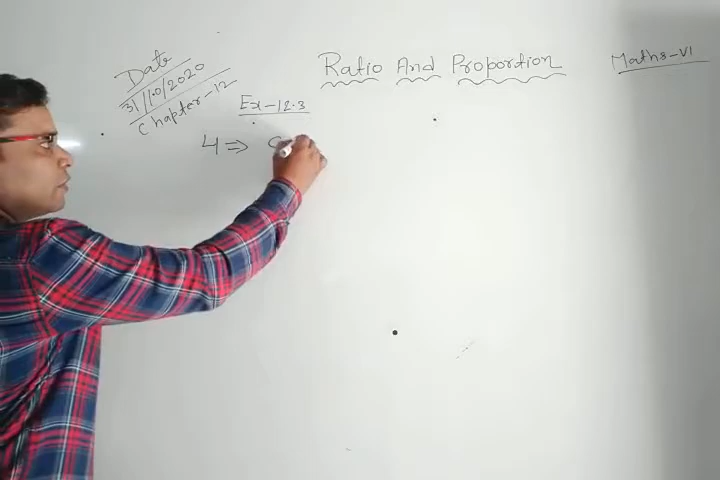 Date
31/10/2020
Chapter-12
Ratio And Proportion
Maths-VI
Ex-12.3
4 ⇒